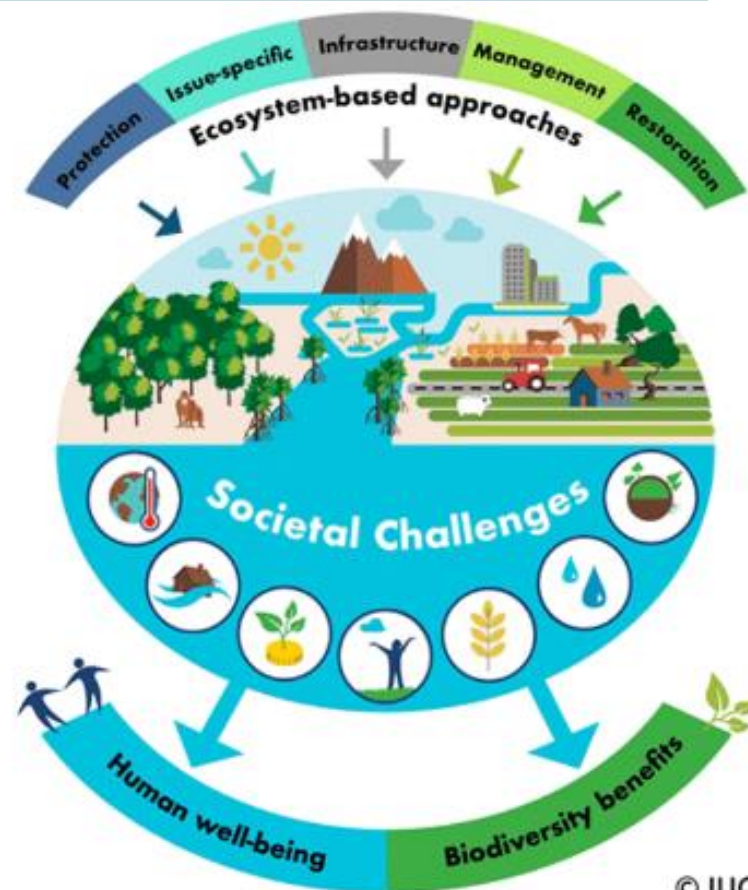 Protection
Issue-specific
Infrastructure
Management
Restoration
Ecosystem-based approaches
Societal Challenges
Human well-being
Biodiversity benefits
©